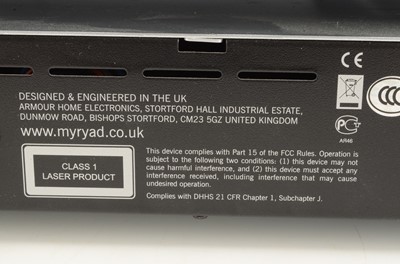 DESIGNED & ENGINEERED IN THE UK
ARMOUR HOME ELECTRONICS, STORTFORD HALL INDUSTRIAL ESTATE,
DUNMOW ROAD, BISHOPS STORTFORD, CM23 5GZ UNITED KINGDOM
www.myryad.co.uk
CE
CCC
PC
AR46
CLASS 1
LASER PRODUCT
This device complies with Part 15 of the FCC Rules. Operation is
subject to the following two conditions: (1) this device may not
cause harmful interference, and (2) this device must accept any
interference received, including interference that may cause
undesired operation.
Complies with DHHS 21 CFR Chapter 1, Subchapter J.